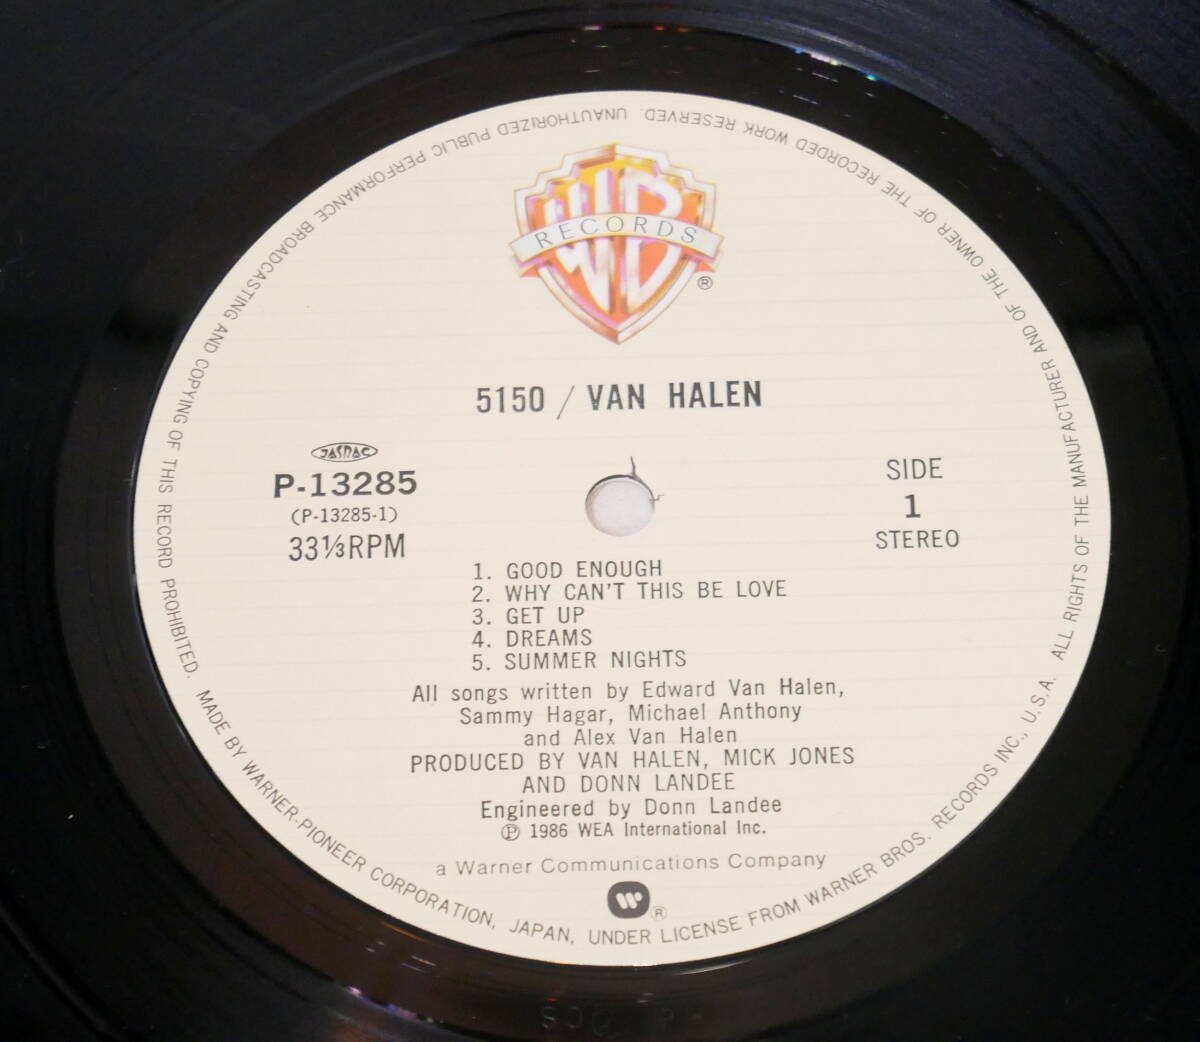 WB
RECORDS
®
5150 / VAN HALEN
JASRAC
P-13285
(P-13285-1)
33⅓RPM
SIDE
1
STEREO
1. GOOD ENOUGH
2. WHY CAN'T THIS BE LOVE
3. GET UP
4. DREAMS
5. SUMMER NIGHTS
All songs written by Edward Van Halen,
Sammy Hagar, Michael Anthony
and Alex Van Halen
PRODUCED BY VAN HALEN, MICK JONES
AND DONN LANDEE
Engineered by Donn Landee
℗ 1986 WEA International Inc.
a Warner Communications Company
®
MADE BY WARNER-PIONEER CORPORATION, JAPAN, UNDER LICENSE FROM WARNER BROS. RECORDS INC., U.S.A. ALL RIGHTS OF THE MANUFACTURER AND OF THE OWNER OF THE RECORDED WORK RESERVED. UNAUTHORIZED PUBLIC PERFORMANCE BROADCASTING AND COPYING OF THIS RECORD PROHIBITED.